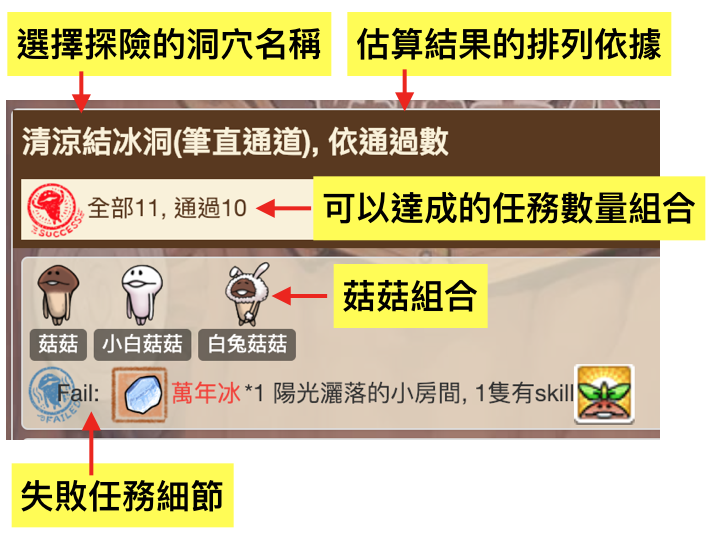 選擇探險的洞穴名稱
估算結果的排列依據
清涼結冰洞(筆直通道), 依通過數
SUCCESS
全部11, 通過10
可以達成的任務數量組合
菇菇組合
菇菇
小白菇菇
白兔菇菇
FAILED
Fail:
萬年冰*1 陽光灑落的小房間, 1隻有skill
失敗任務細節